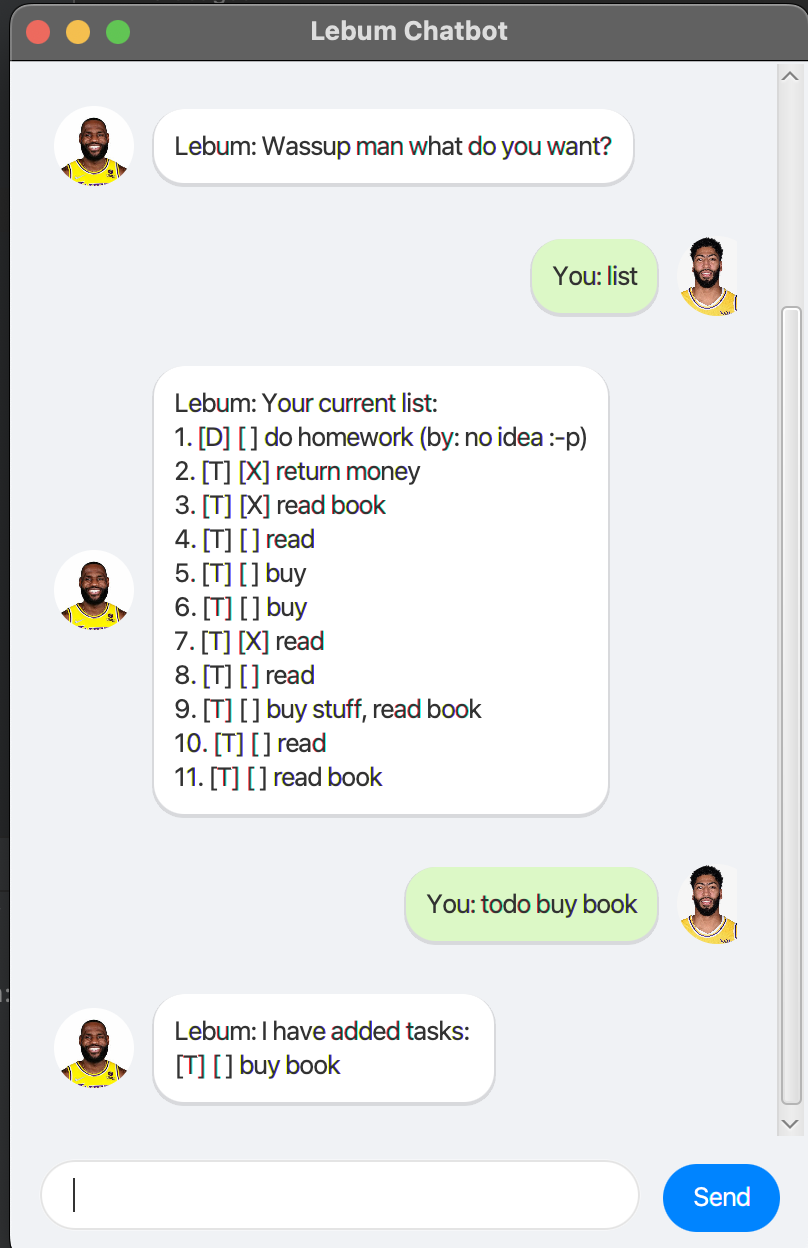 Lebum Chatbot
Lebum: Wassup man what do you want?
You: list
Lebum: Your current list:
1. [D] [ ] do homework (by: no idea :-p)
2. [T] [X] return money
3. [T] [X] read book
4. [T] [ ] read
5. [T] [ ] buy
6. [T] [ ] buy
7. [T] [X] read
8. [T] [ ] read
9. [T] [ ] buy stuff, read book
10. [T] [ ] read
11. [T] [ ] read book
You: todo buy book
Lebum: I have added tasks:
[T] [ ] buy book
Send